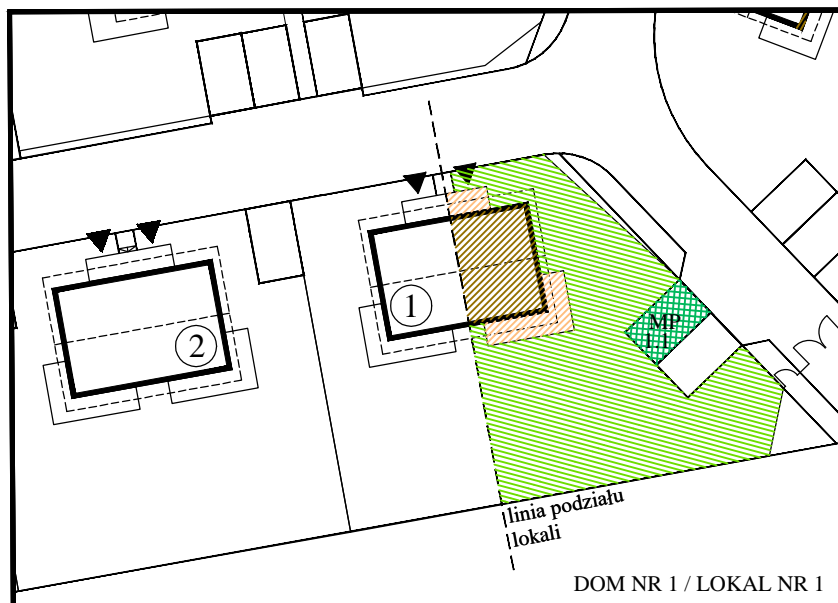 1
2
MP
1 1
linia podziału
lokali
DOM NR 1 / LOKAL NR 1